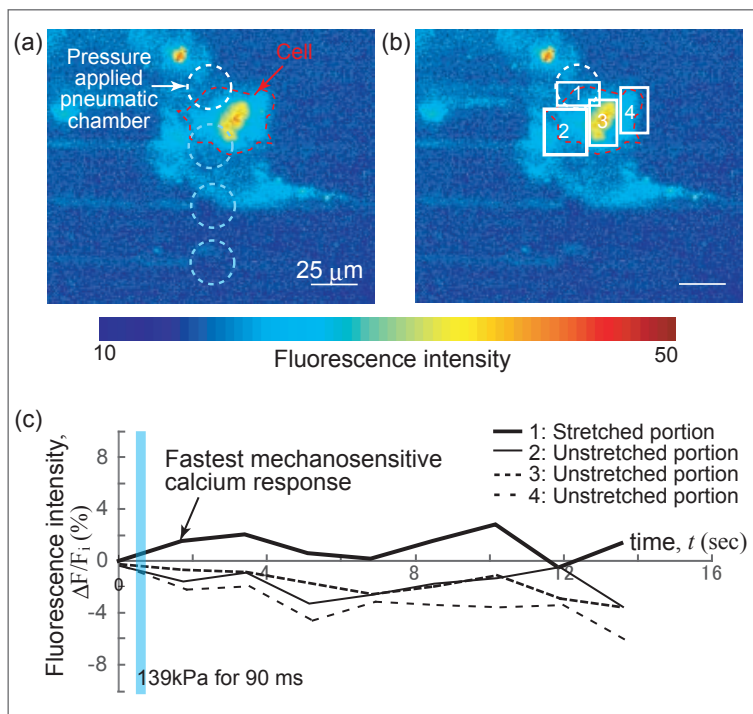 (a)
Pressure
applied
pneumatic
chamber
Cell
25 μm
(b)
1
2
3
4
10
50
Fluorescence intensity
(c)
Fluorescence intensity,
ΔF/Fi (%)
8
4
0
-4
-8
0
4
8
12
16
Fastest mechanosensitive
calcium response
1: Stretched portion
2: Unstretched portion
3: Unstretched portion
4: Unstretched portion
time, t (sec)
139kPa for 90 ms